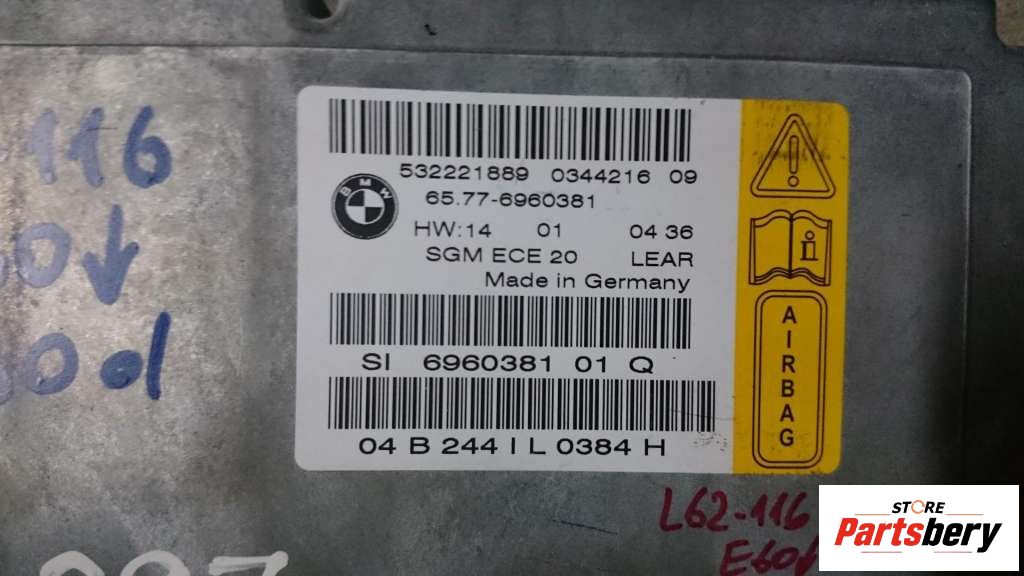 116
532221889 0344216 09
BMW
65.77-6960381
HW:14 01 04 36
SGM ECE 20 LEAR
Made in Germany
SI 6960381 01 Q
04 B 244 I L 0384 H
AIRBAG
L62-116
STORE
Partsbery